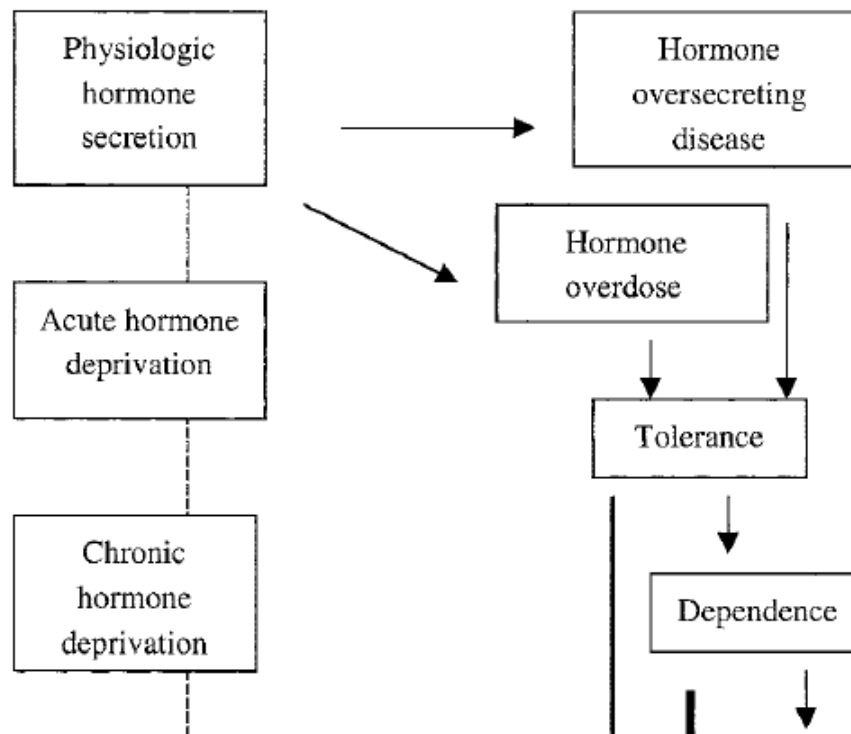 Physiologic
hormone
secretion
Hormone
oversecreting
disease
Hormone
overdose
Acute hormone
deprivation
Tolerance
Chronic
hormone
deprivation
Dependence